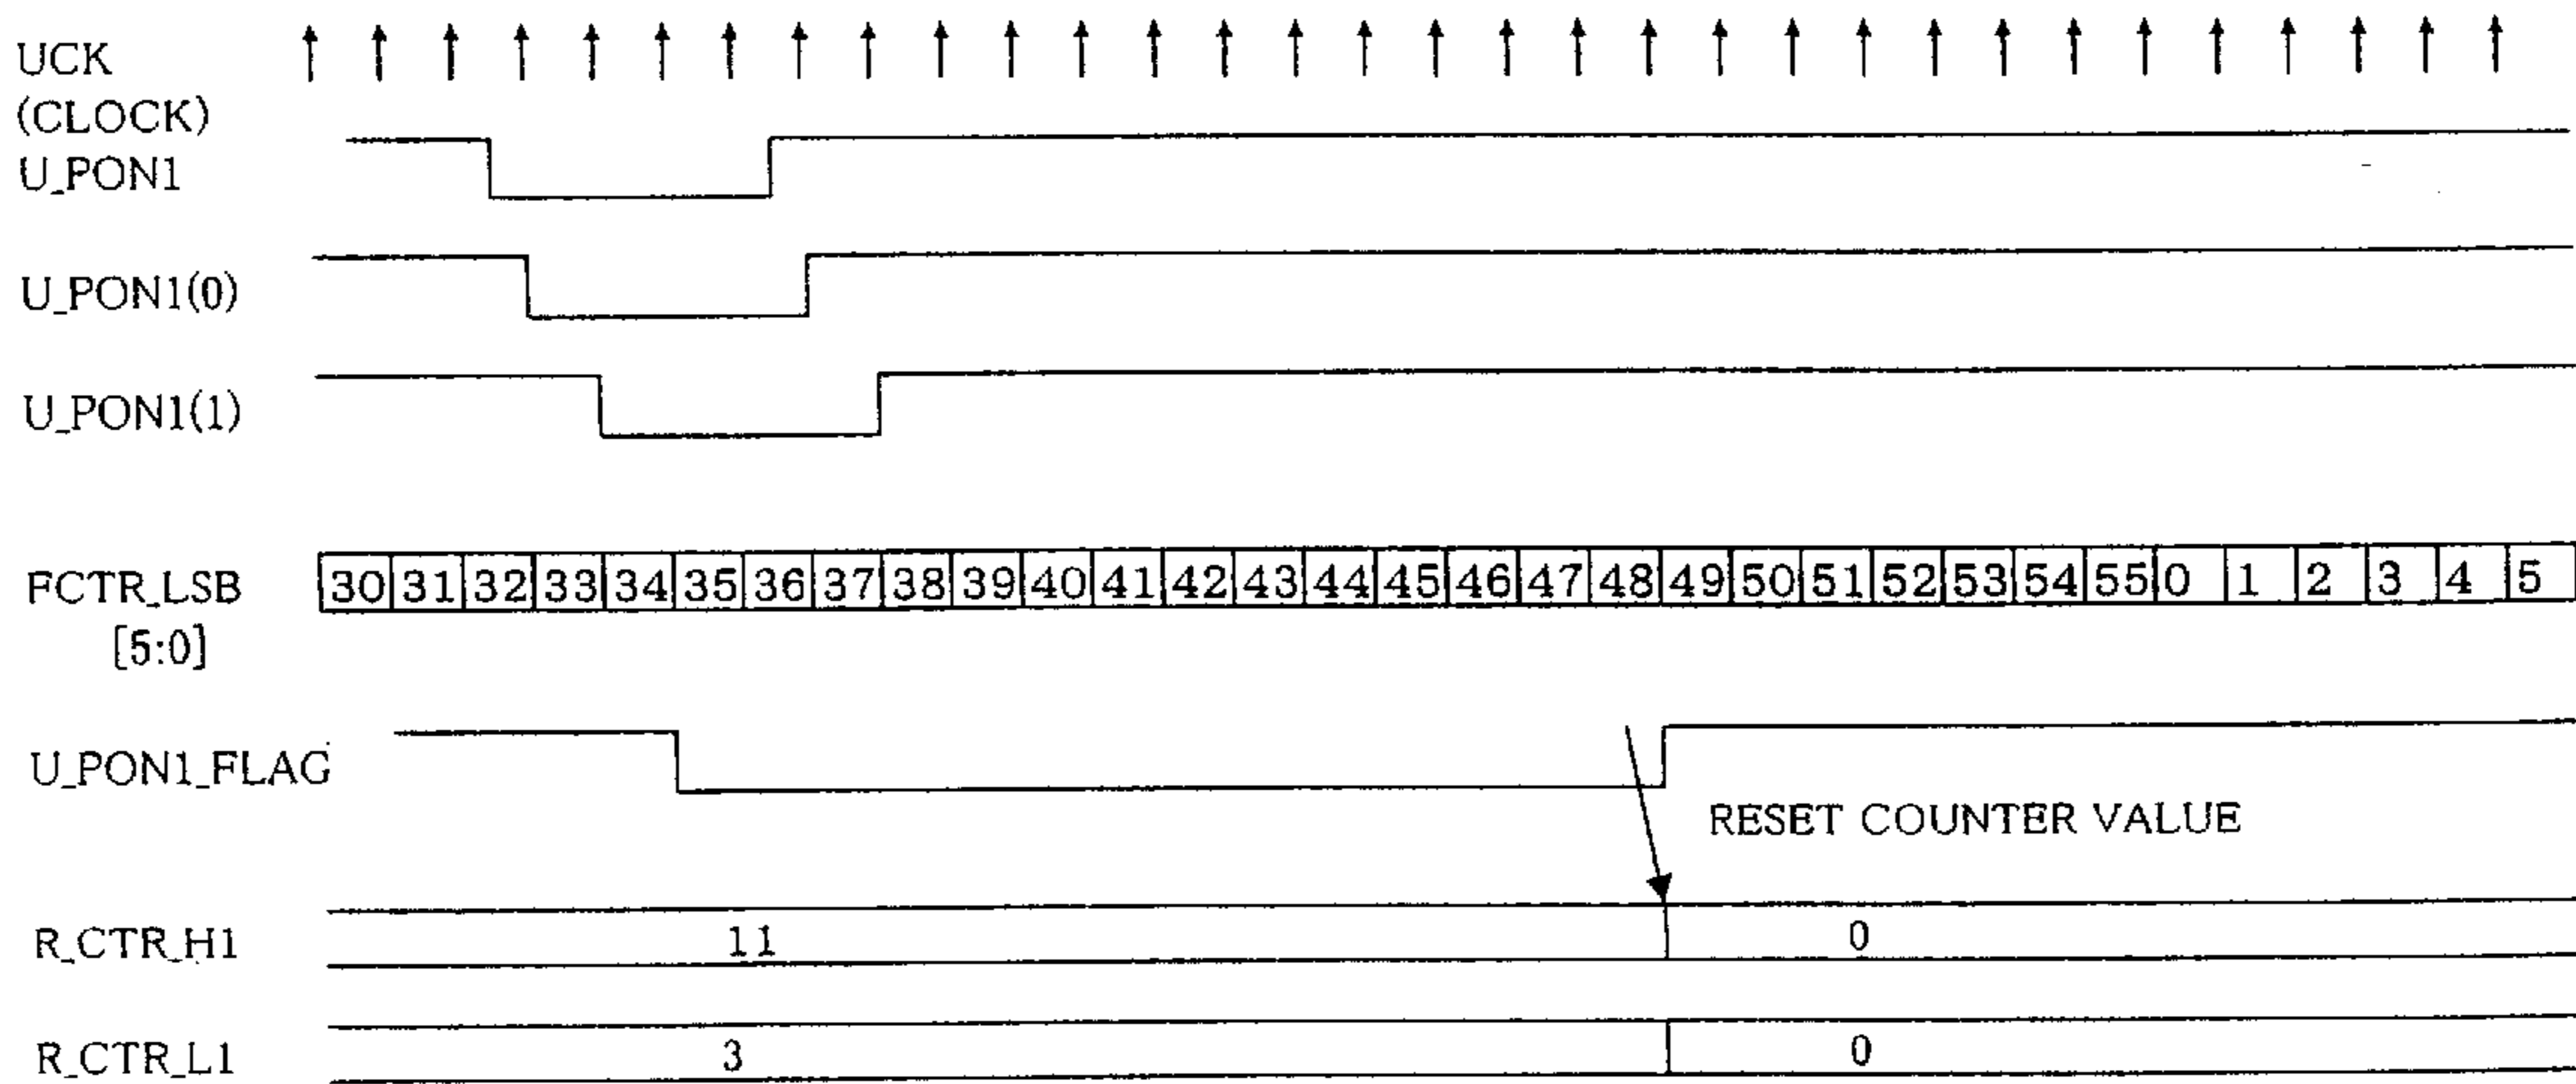 UCK
(CLOCK)
U_PON1
U_PON1(0)
U_PON1(1)
FCTR_LSB 30 31 32 33 34 35 36 37 38 39 40 41 42 43 44 45 46 47 48 49 50 51 52 53 54 55 0 1 2 3 4 5
[5:0]
U_PON1_FLAG
RESET COUNTER VALUE
R_CTR_H1 11 0
R_CTR_L1 3 0